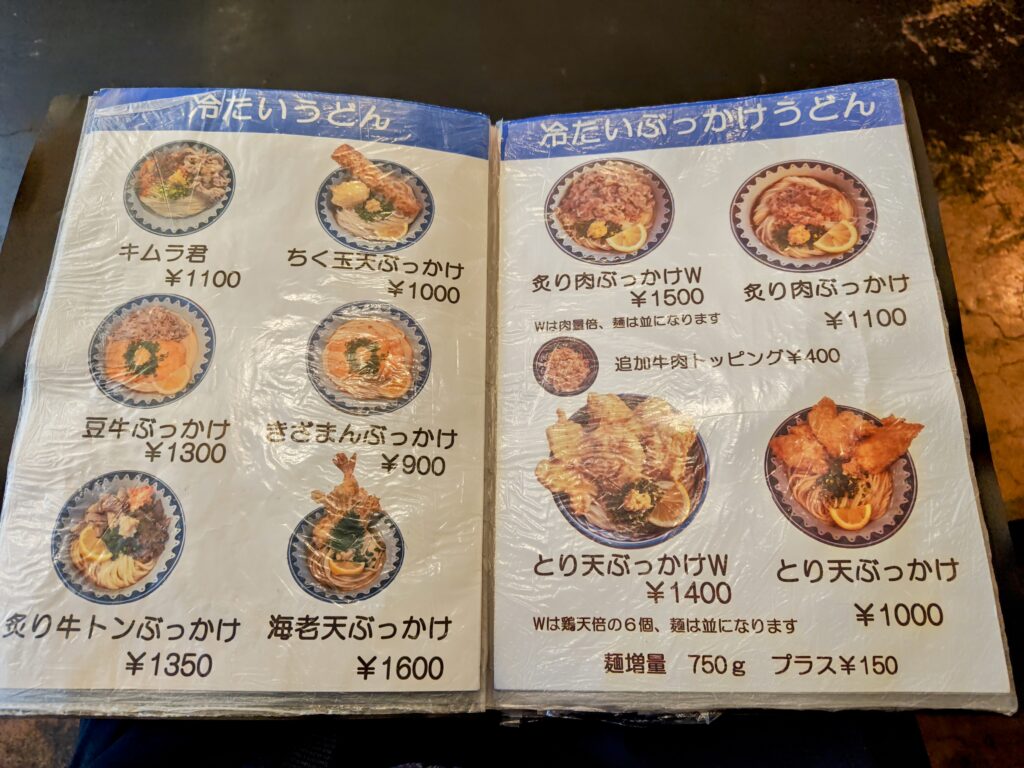 冷たいうどん
キムラ君
¥1100
ちく玉天ぶっかけ
¥1000
豆牛ぶっかけ
¥1300
きざまんぶっかけ
¥900
炙り牛トンぶっかけ
¥1350
海老天ぶっかけ
¥1600
冷たいぶっかけうどん
炙り肉ぶっかけW
¥1500
Wは肉量倍、麺は並になります
炙り肉ぶっかけ
¥1100
追加牛肉トッピング¥400
とり天ぶっかけW
¥1400
Wは鶏天倍の6個、麺は並になります
とり天ぶっかけ
¥1000
麺増量 750g プラス¥150